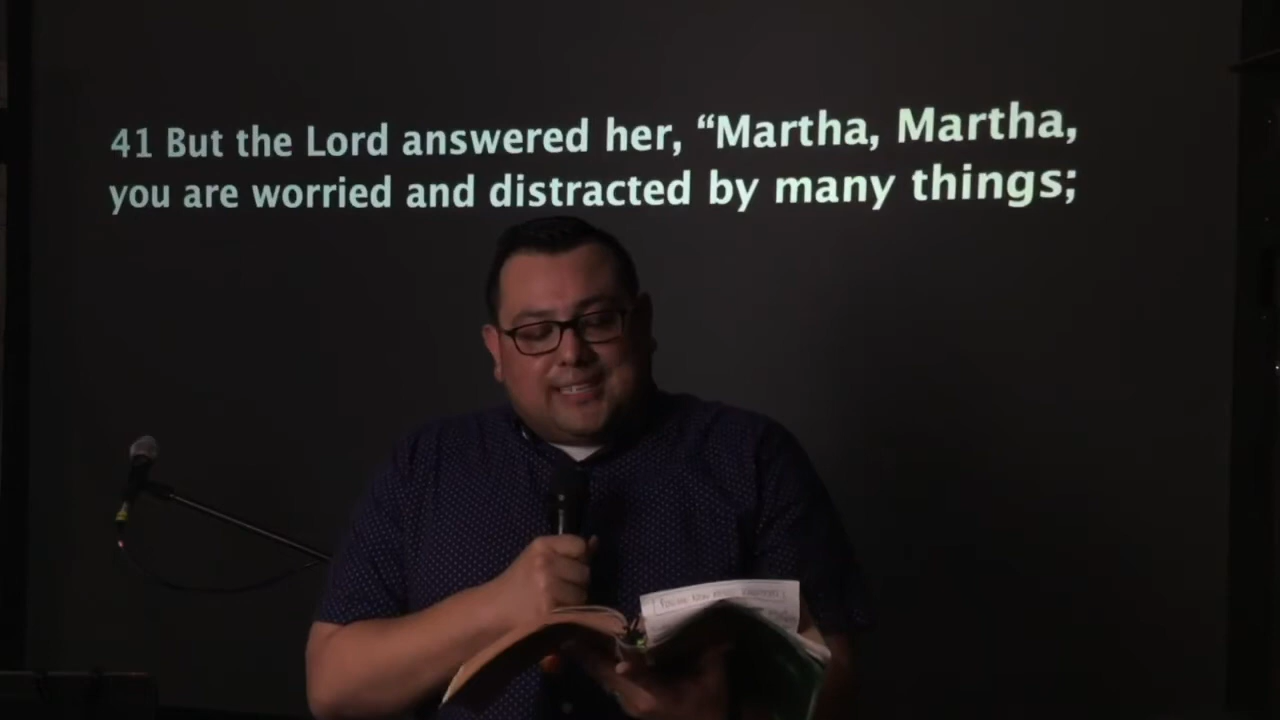 41 But the Lord answered her, “Martha, Martha,
you are worried and distracted by many things;